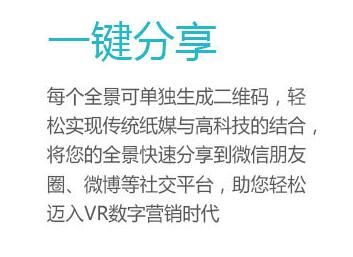 一键分享
每个全景可单独生成二维码，轻
松实现传统纸媒与高科技的结合，
将您的全景快速分享到微信朋友
圈、微博等社交平台，助您轻松
迈入VR数字营销时代